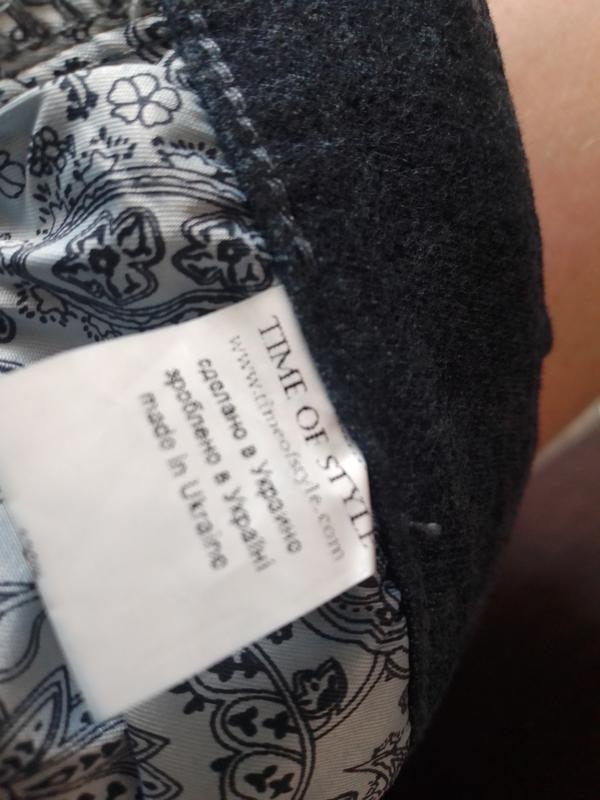 TIME OF STYLE
www.timeofstyle.com
сделано в Украине
зроблено в Україні
made in Ukraine